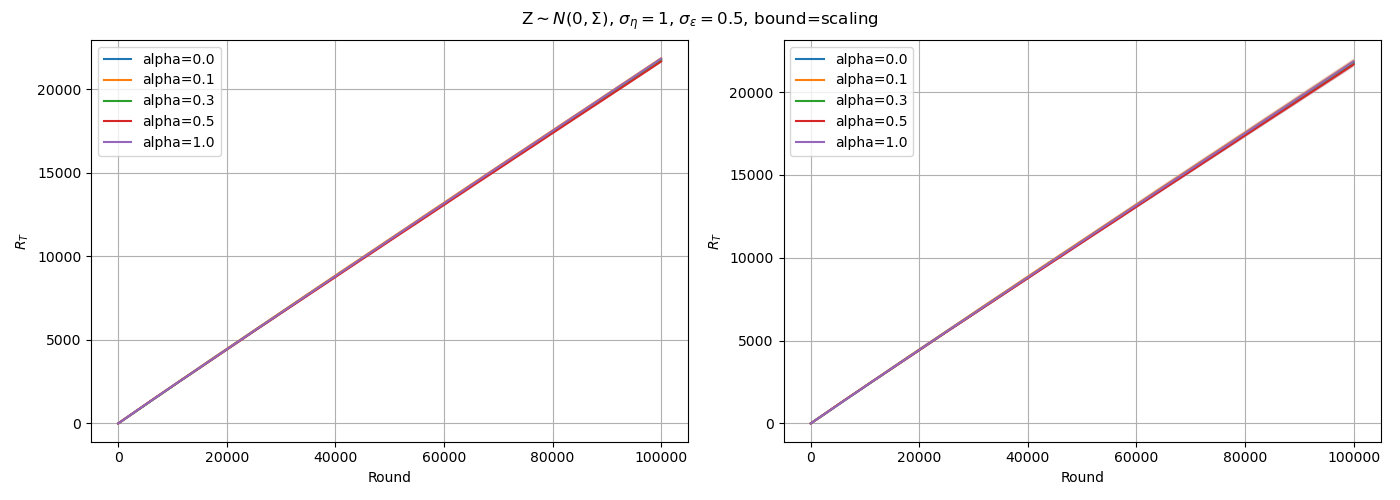 Z ∼ N(0, Σ), σ_η = 1, σ_ε = 0.5, bound=scaling
alpha=0.0
alpha=0.1
alpha=0.3
alpha=0.5
alpha=1.0
20000
15000
10000
5000
0
R_T
0 20000 40000 60000 80000 100000
Round
alpha=0.0
alpha=0.1
alpha=0.3
alpha=0.5
alpha=1.0
20000
15000
10000
5000
0
R_T
0 20000 40000 60000 80000 100000
Round